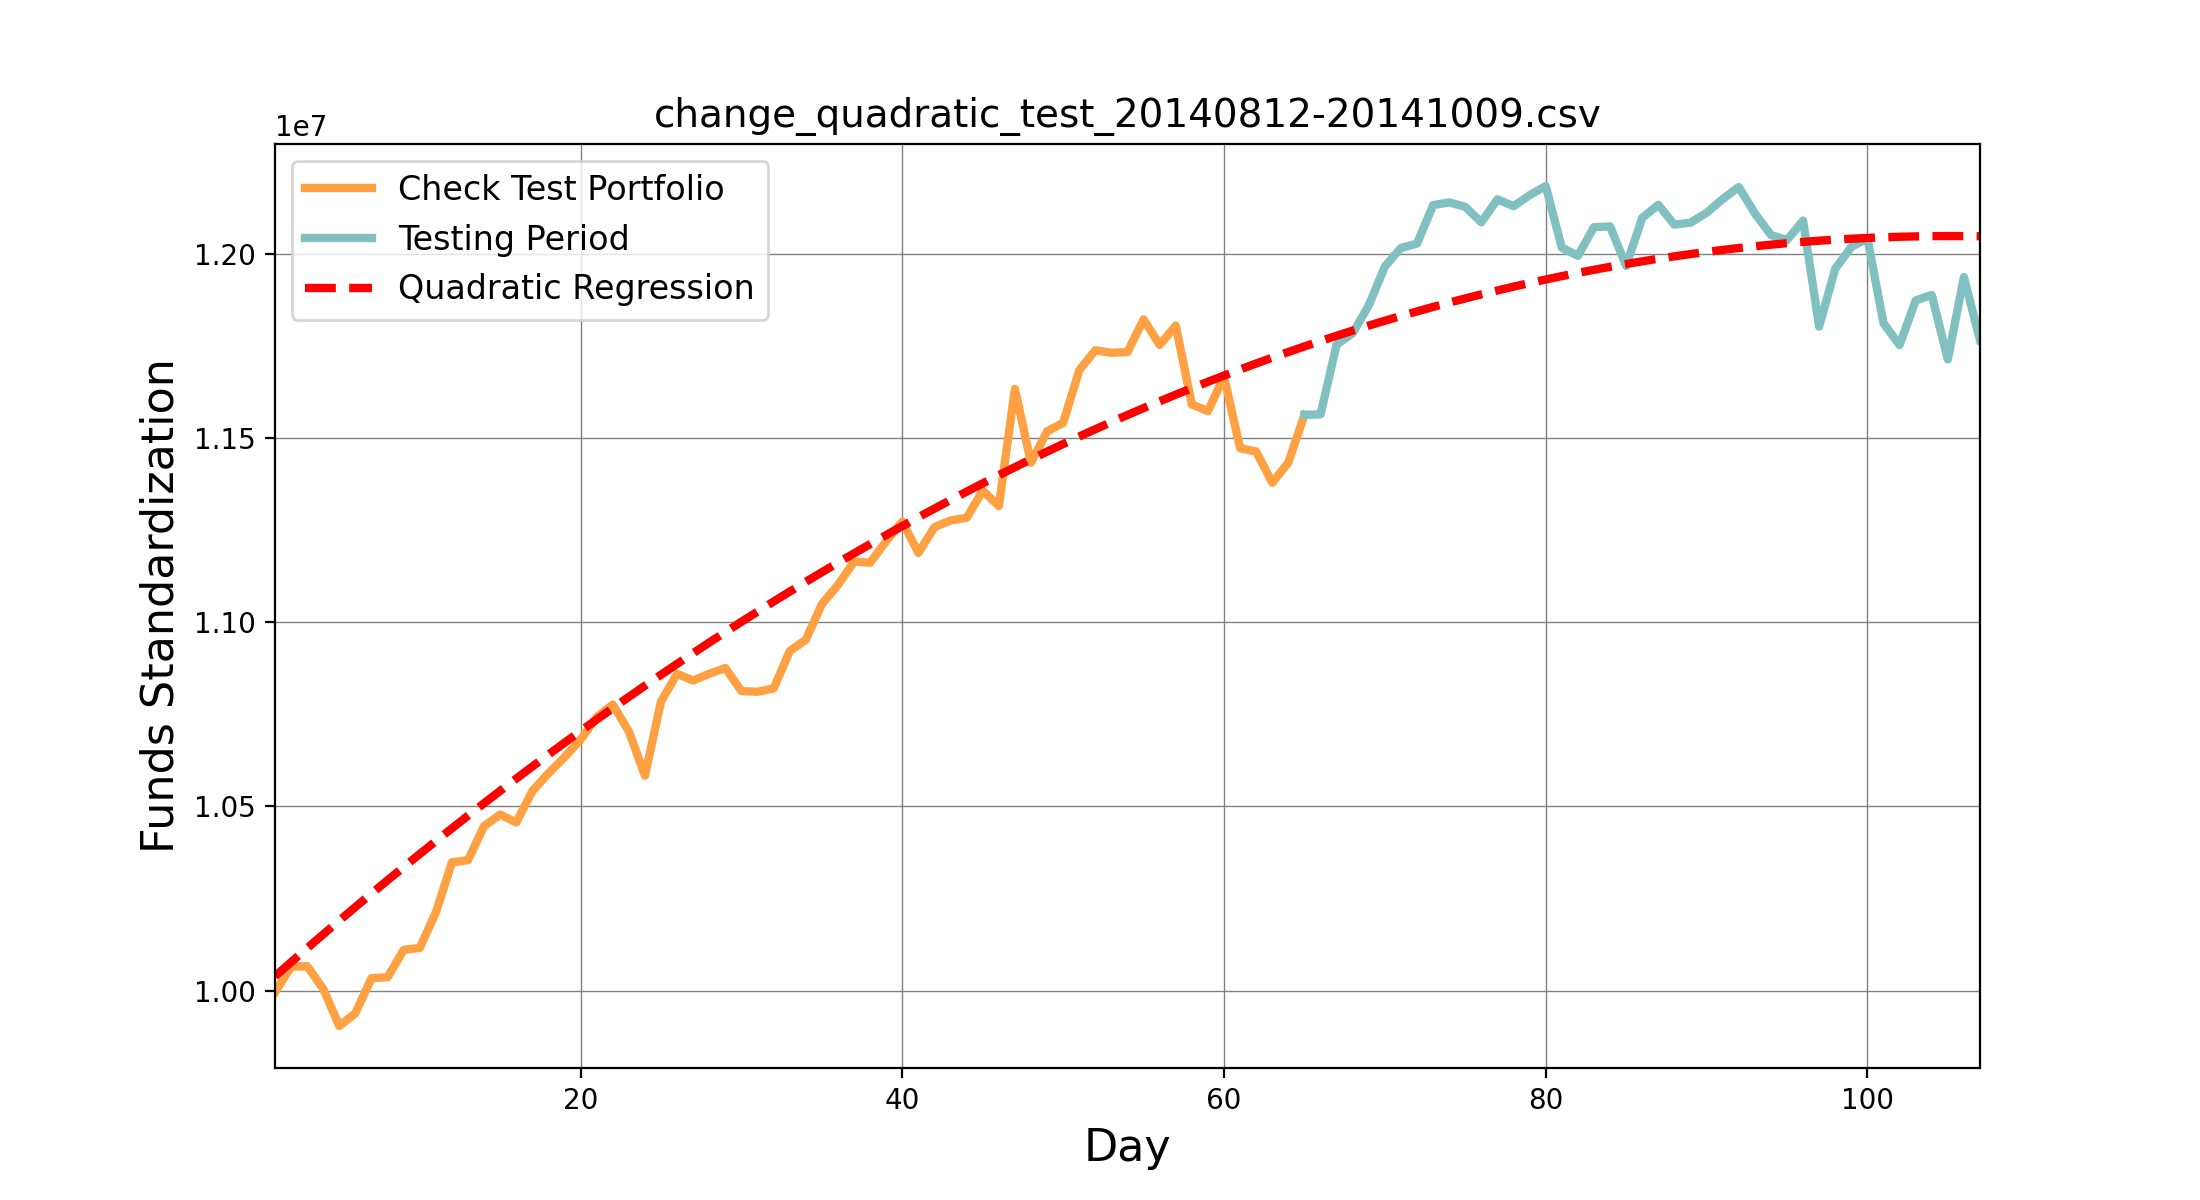 change_quadratic_test_20140812-20141009.csv
1e7
Check Test Portfolio
Testing Period
Quadratic Regression
Funds Standardization
1.20
1.15
1.10
1.05
1.00
20 40 60 80 100
Day